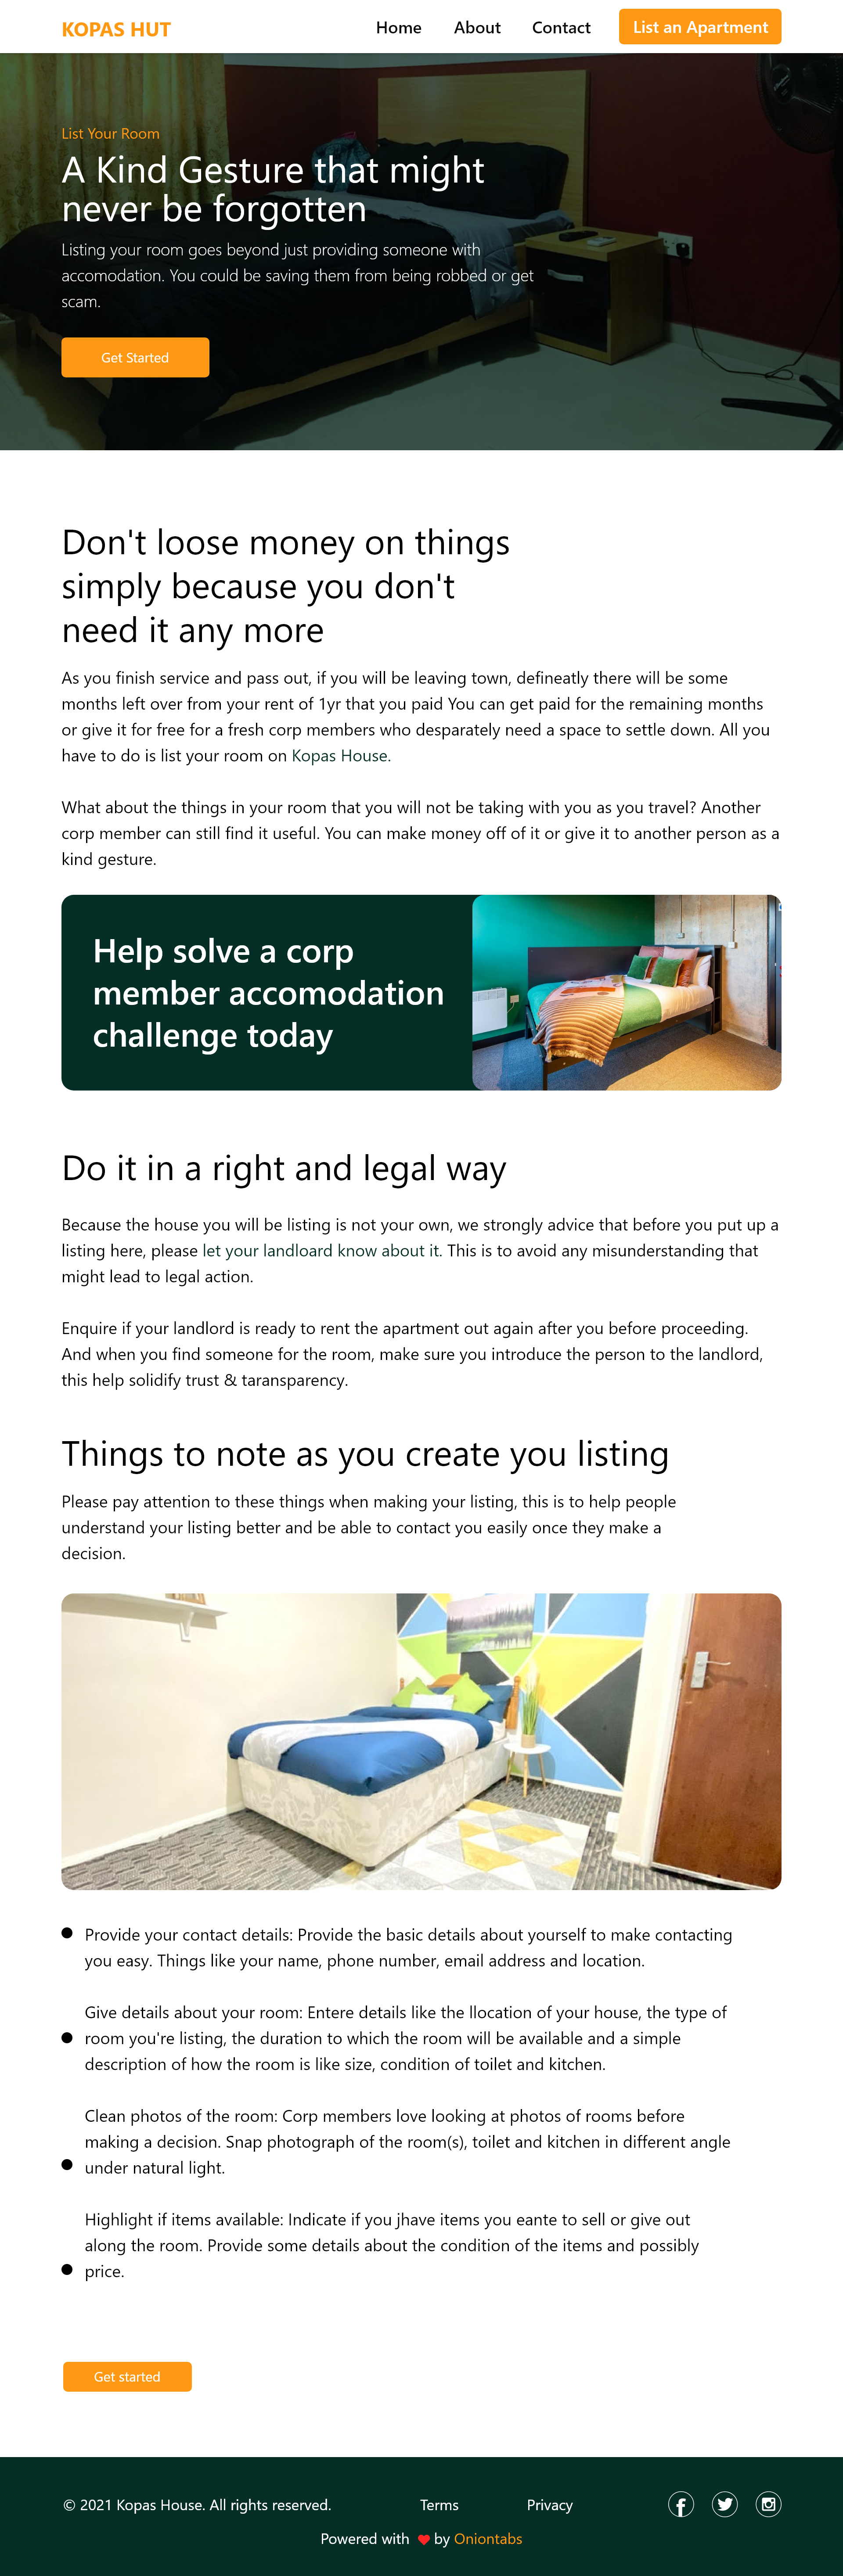 KOPAS HUT
Home About Contact List an Apartment
List Your Room
A Kind Gesture that might
never be forgotten
Listing your room goes beyond just providing someone with
accomodation. You could be saving them from being robbed or get
scam.
Get Started
Don't loose money on things
simply because you don't
need it any more
As you finish service and pass out, if you will be leaving town, defineatly there will be some
months left over from your rent of 1yr that you paid You can get paid for the remaining months
or give it for free for a fresh corp members who desparately need a space to settle down. All you
have to do is list your room on Kopas House.
What about the things in your room that you will not be taking with you as you travel? Another
corp member can still find it useful. You can make money off of it or give it to another person as a
kind gesture.
Help solve a corp
member accomodation
challenge today
Do it in a right and legal way
Because the house you will be listing is not your own, we strongly advice that before you put up a
listing here, please let your landloard know about it. This is to avoid any misunderstanding that
might lead to legal action.
Enquire if your landlord is ready to rent the apartment out again after you before proceeding.
And when you find someone for the room, make sure you introduce the person to the landlord,
this help solidify trust & taransparency.
Things to note as you create you listing
Please pay attention to these things when making your listing, this is to help people
understand your listing better and be able to contact you easily once they make a
decision.
Provide your contact details: Provide the basic details about yourself to make contacting
you easy. Things like your name, phone number, email address and location.
Give details about your room: Entere details like the llocation of your house, the type of
room you're listing, the duration to which the room will be available and a simple
description of how the room is like size, condition of toilet and kitchen.
Clean photos of the room: Corp members love looking at photos of rooms before
making a decision. Snap photograph of the room(s), toilet and kitchen in different angle
under natural light.
Highlight if items available: Indicate if you jhave items you eante to sell or give out
along the room. Provide some details about the condition of the items and possibly
price.
Get started
© 2021 Kopas House. All rights reserved. Terms Privacy
Powered with ❤ by Oniontabs